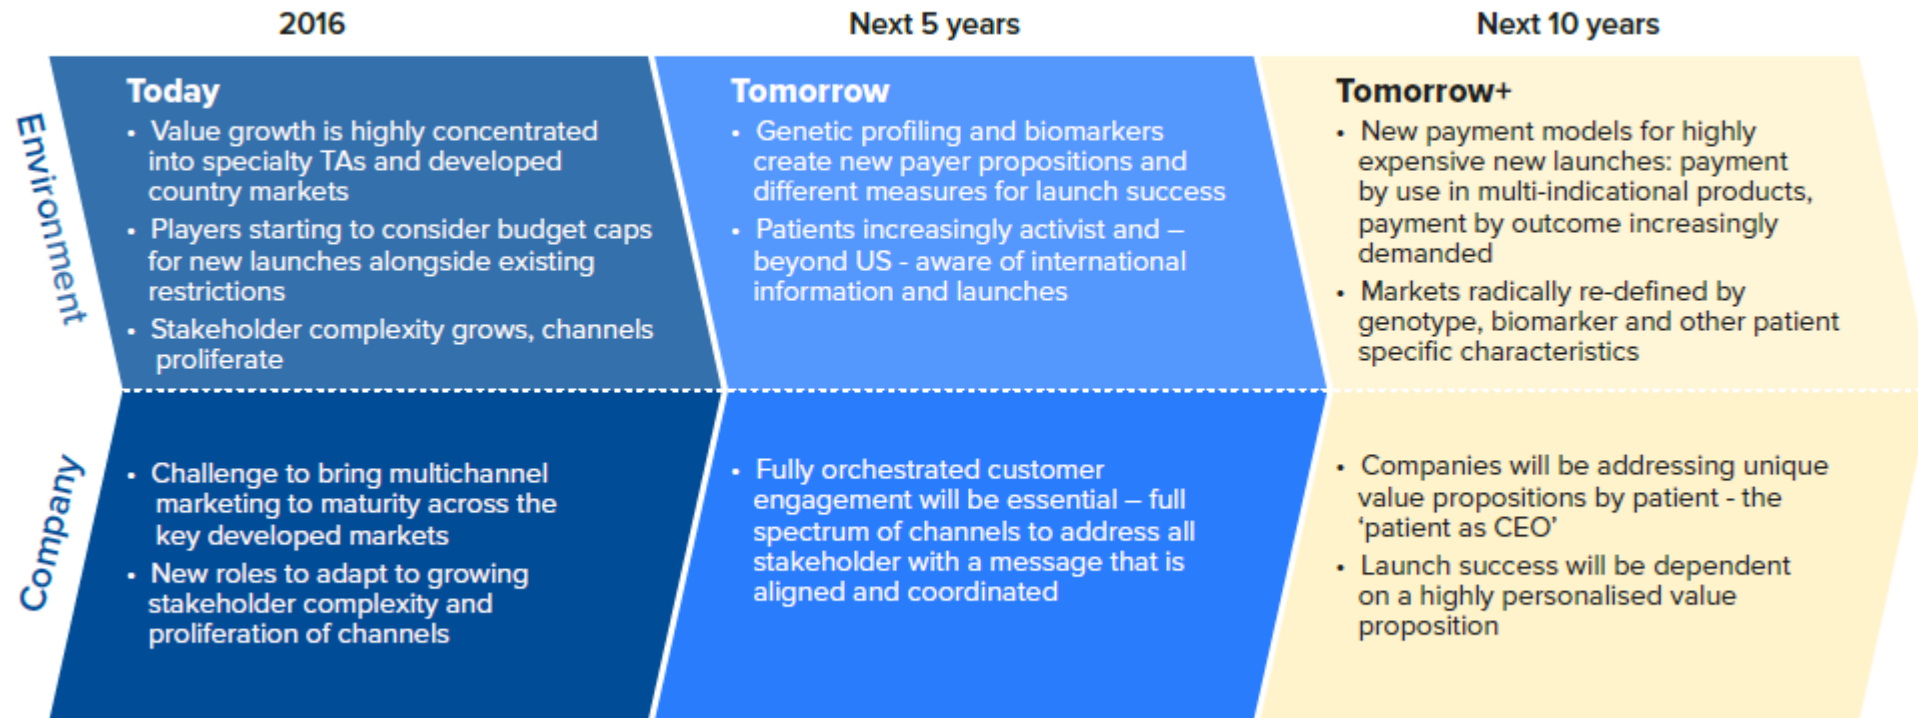 2016
Next 5 years
Next 10 years
Environment
Today
• Value growth is highly concentrated
into specialty TAs and developed
country markets
• Players starting to consider budget caps
for new launches alongside existing
restrictions
• Stakeholder complexity grows, channels
proliferate
Tomorrow
• Genetic profiling and biomarkers
create new payer propositions and
different measures for launch success
• Patients increasingly activist and –
beyond US - aware of international
information and launches
Tomorrow+
• New payment models for highly
expensive new launches: payment
by use in multi-indicational products,
payment by outcome increasingly
demanded
• Markets radically re-defined by
genotype, biomarker and other patient
specific characteristics
Company
• Challenge to bring multichannel
marketing to maturity across the
key developed markets
• New roles to adapt to growing
stakeholder complexity and
proliferation of channels
• Fully orchestrated customer
engagement will be essential – full
spectrum of channels to address all
stakeholder with a message that is
aligned and coordinated
• Companies will be addressing unique
value propositions by patient - the
‘patient as CEO’
• Launch success will be dependent
on a highly personalised value
proposition